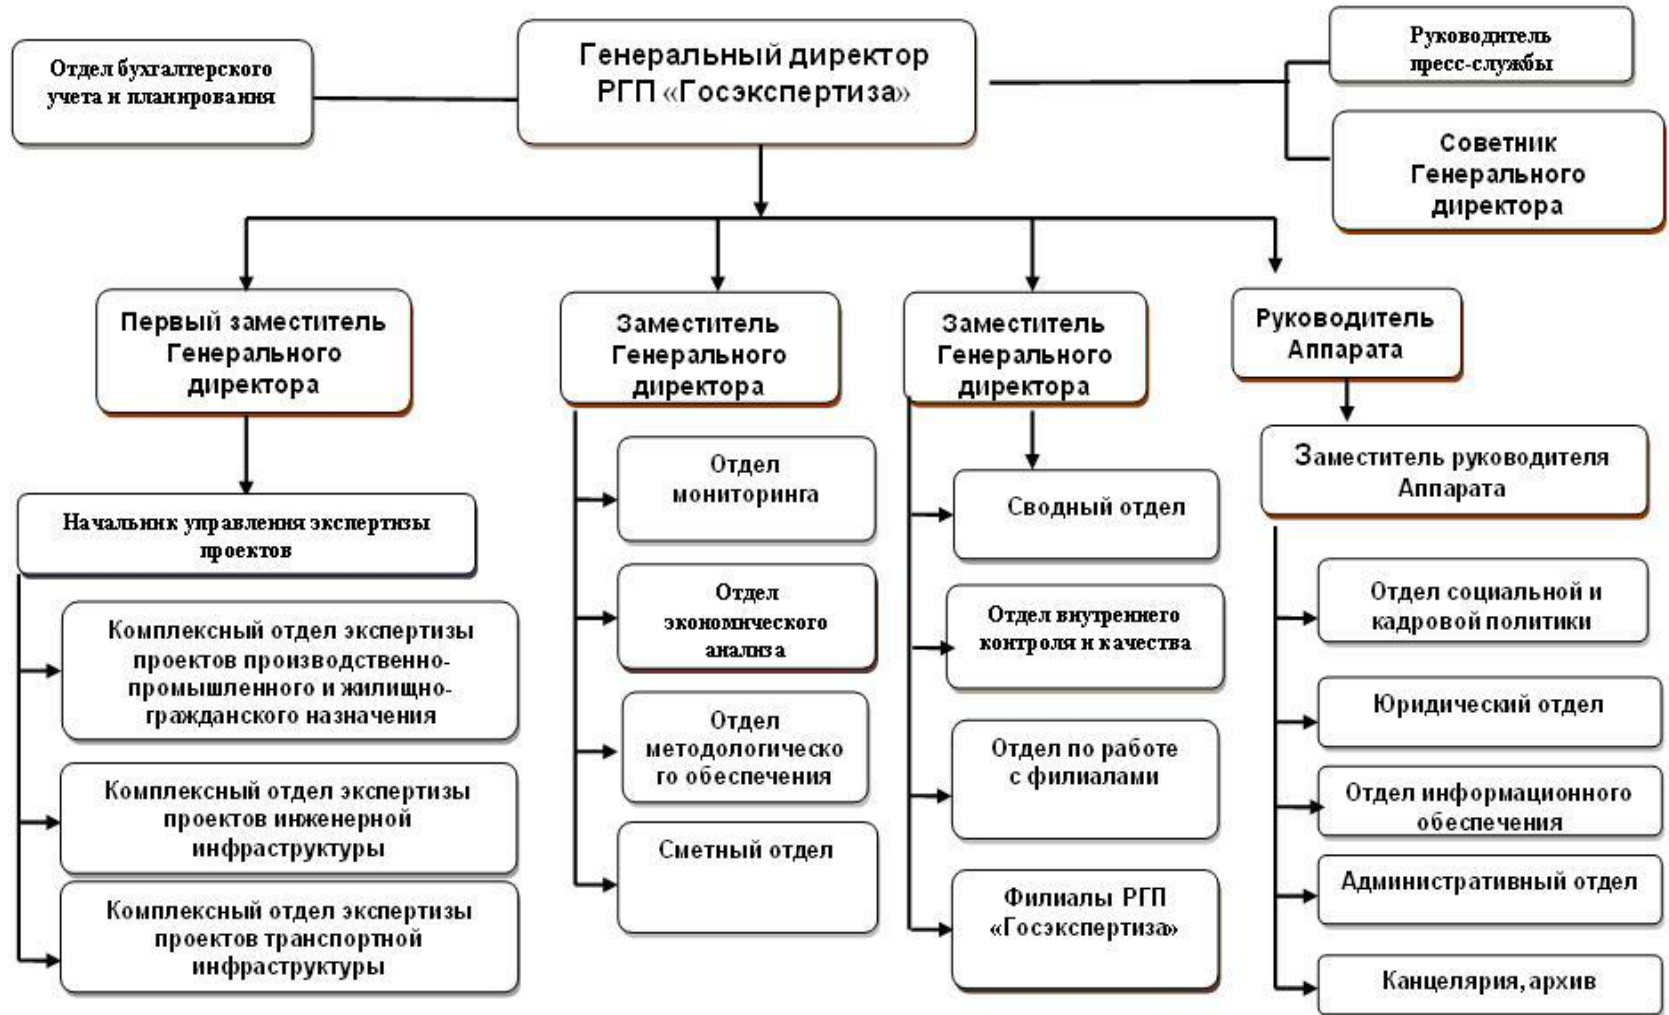 Отдел бухгалтерского
учета и планирования
Генеральный директор
РГП «Госэкспертиза»
Руководитель
пресс-службы
Советник
Генерального
директора
Первый заместитель
Генерального
директора
Заместитель
Генерального
директора
Заместитель
Генерального
директора
Руководитель
Аппарата
Начальник управления экспертизы
проектов
Комплексный отдел экспертизы
проектов производственно-
промышленного и жилищно-
гражданского назначения
Комплексный отдел экспертизы
проектов инженерной
инфраструктуры
Комплексный отдел экспертизы
проектов транспортной
инфраструктуры
Отдел
мониторинга
Отдел
экономического
анализа
Отдел
методологическо
го обеспечения
Сметный отдел
Сводный отдел
Отдел внутреннего
контроля и качества
Отдел по работе
с филиалами
Филиалы РГП
«Госэкспертиза»
Заместитель руководителя
Аппарата
Отдел социальной и
кадровой политики
Юридический отдел
Отдел информационного
обеспечения
Административный отдел
Канцелярия, архив